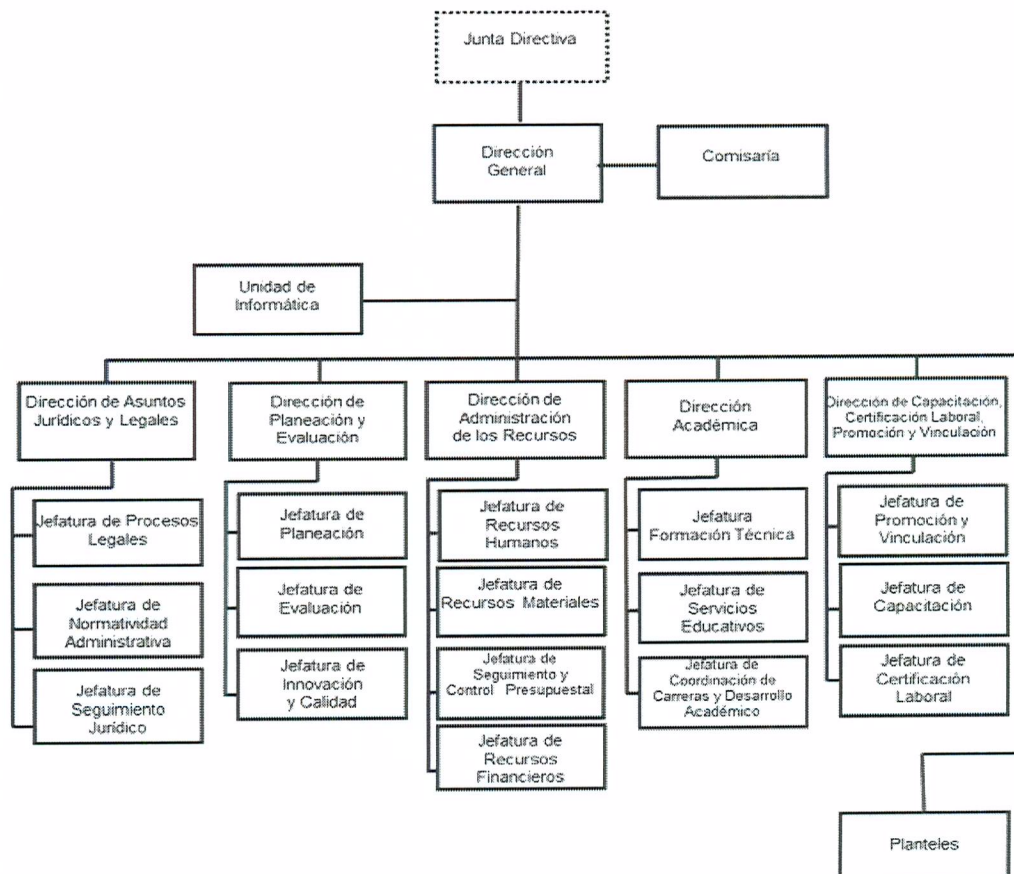 Junta Directiva
Dirección
General
Comisaría
Unidad de
Informática
Dirección de Asuntos
Jurídicos y Legales
Dirección de
Planeación y
Evaluación
Dirección de
Administración
de los Recursos
Dirección
Académica
Dirección de Capacitación,
Certificación Laboral,
Promoción y Vinculación
Jefatura de Procesos
Legales
Jefatura de
Normatividad
Administrativa
Jefatura de
Seguimiento
Jurídico
Jefatura de
Planeación
Jefatura de
Evaluación
Jefatura de
Innovación
y Calidad
Jefatura de
Recursos
Humanos
Jefatura de
Recursos Materiales
Jefatura de
Seguimiento y
Control Presupuestal
Jefatura de
Recursos
Financieros
Jefatura
Formación Técnica
Jefatura de
Servicios
Educativos
Jefatura de
Coordinación de
Carreras y Desarrollo
Académico
Jefatura de
Promoción y
Vinculación
Jefatura de
Capacitación
Jefatura de
Certificación
Laboral
Planteles